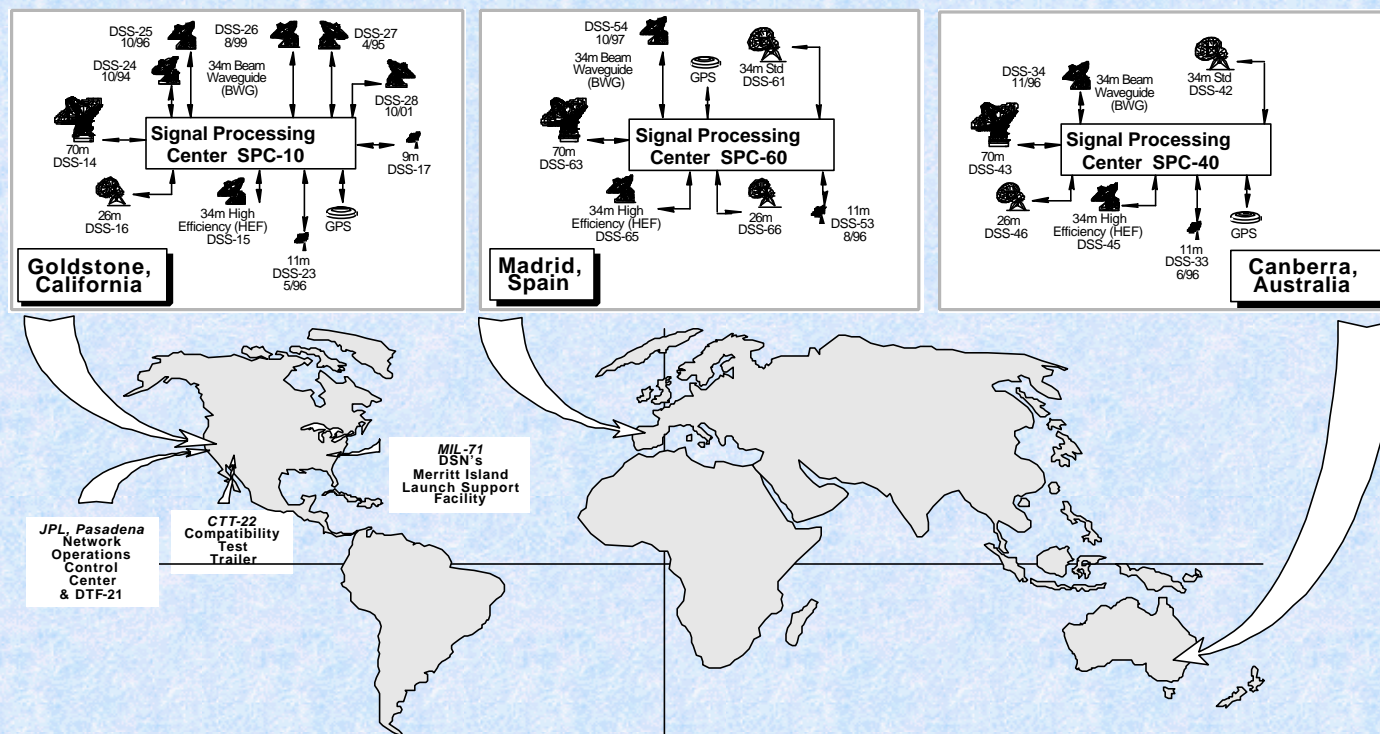 DSS-25
10/96
DSS-26
8/99
DSS-27
4/95
DSS-24
10/94
34m Beam
Waveguide
(BWG)
DSS-28
10/01
Signal Processing
Center SPC-10
70m
DSS-14
9m
DSS-17
26m
DSS-16
34m High
Efficiency (HEF)
DSS-15
11m
DSS-23
5/96
GPS
Goldstone,
California
DSS-54
10/97
34m Beam
Waveguide
(BWG)
GPS
34m Std
DSS-61
Signal Processing
Center SPC-60
70m
DSS-63
34m High
Efficiency (HEF)
DSS-65
26m
DSS-66
11m
DSS-53
8/96
Madrid,
Spain
DSS-34
11/96
34m Beam
Waveguide
(BWG)
34m Std
DSS-42
Signal Processing
Center SPC-40
70m
DSS-43
26m
DSS-46
34m High
Efficiency (HEF)
DSS-45
11m
DSS-33
6/96
GPS
Canberra,
Australia
MIL-71
DSN's
Merritt Island
Launch Support
Facility
JPL, Pasadena
Network
Operations
Control
Center
& DTF-21
CTT-22
Compatibility
Test
Trailer